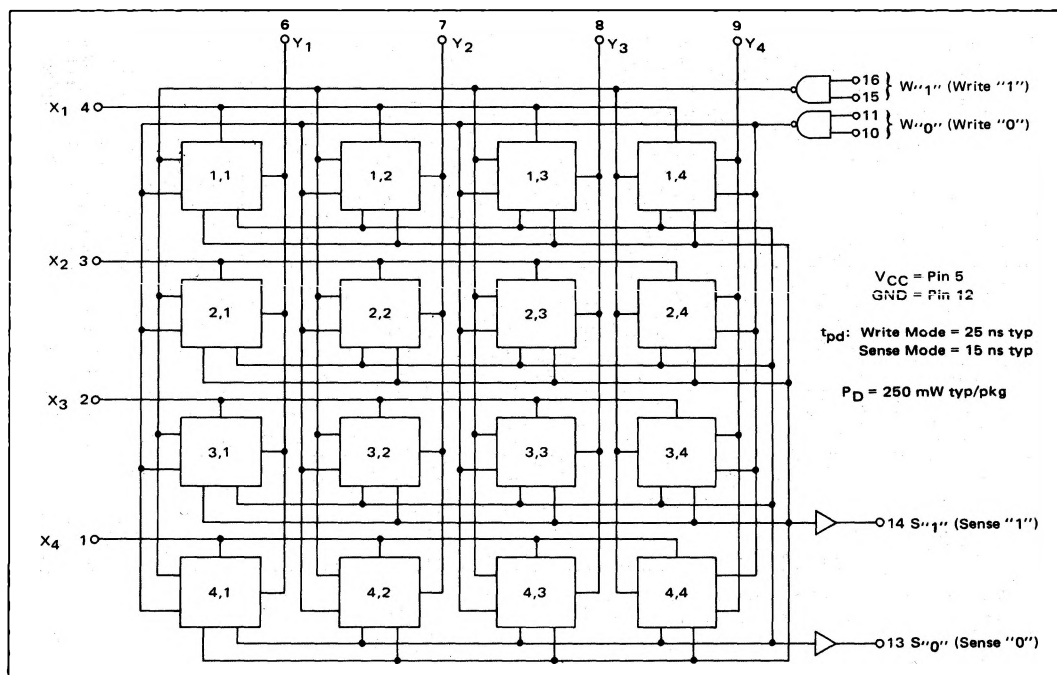 6 7 8 9
Y1 Y2 Y3 Y4
16
15
W"1" (Write "1")
X1 4
11
10
W"0" (Write "0")
1,1 1,2 1,3 1,4
X2 3
VCC = Pin 5
GND = Pin 12
2,1 2,2 2,3 2,4
tpd: Write Mode = 25 ns typ
Sense Mode = 15 ns typ
PD = 250 mW typ/pkg
X3 2
3,1 3,2 3,3 3,4
14 S"1" (Sense "1")
X4 1
4,1 4,2 4,3 4,4
13 S"0" (Sense "0")